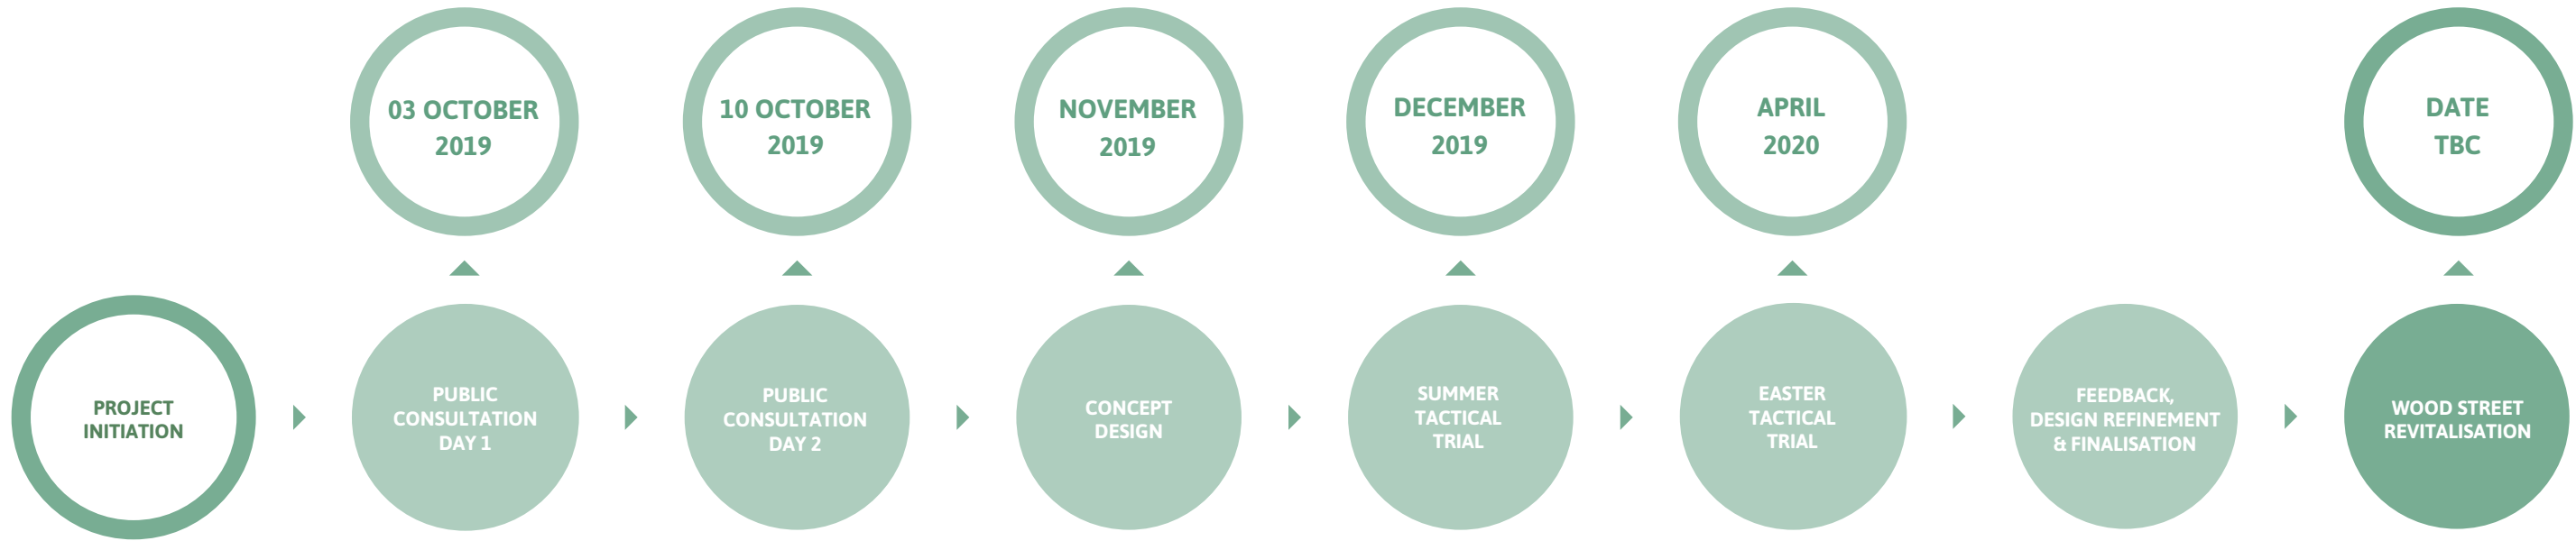 03 OCTOBER
2019
10 OCTOBER
2019
NOVEMBER
2019
DECEMBER
2019
APRIL
2020
DATE
TBC
PROJECT
INITIATION
PUBLIC
CONSULTATION
DAY 1
PUBLIC
CONSULTATION
DAY 2
CONCEPT
DESIGN
SUMMER
TACTICAL
TRIAL
EASTER
TACTICAL
TRIAL
FEEDBACK,
DESIGN REFINEMENT
& FINALISATION
WOOD STREET
REVITALISATION